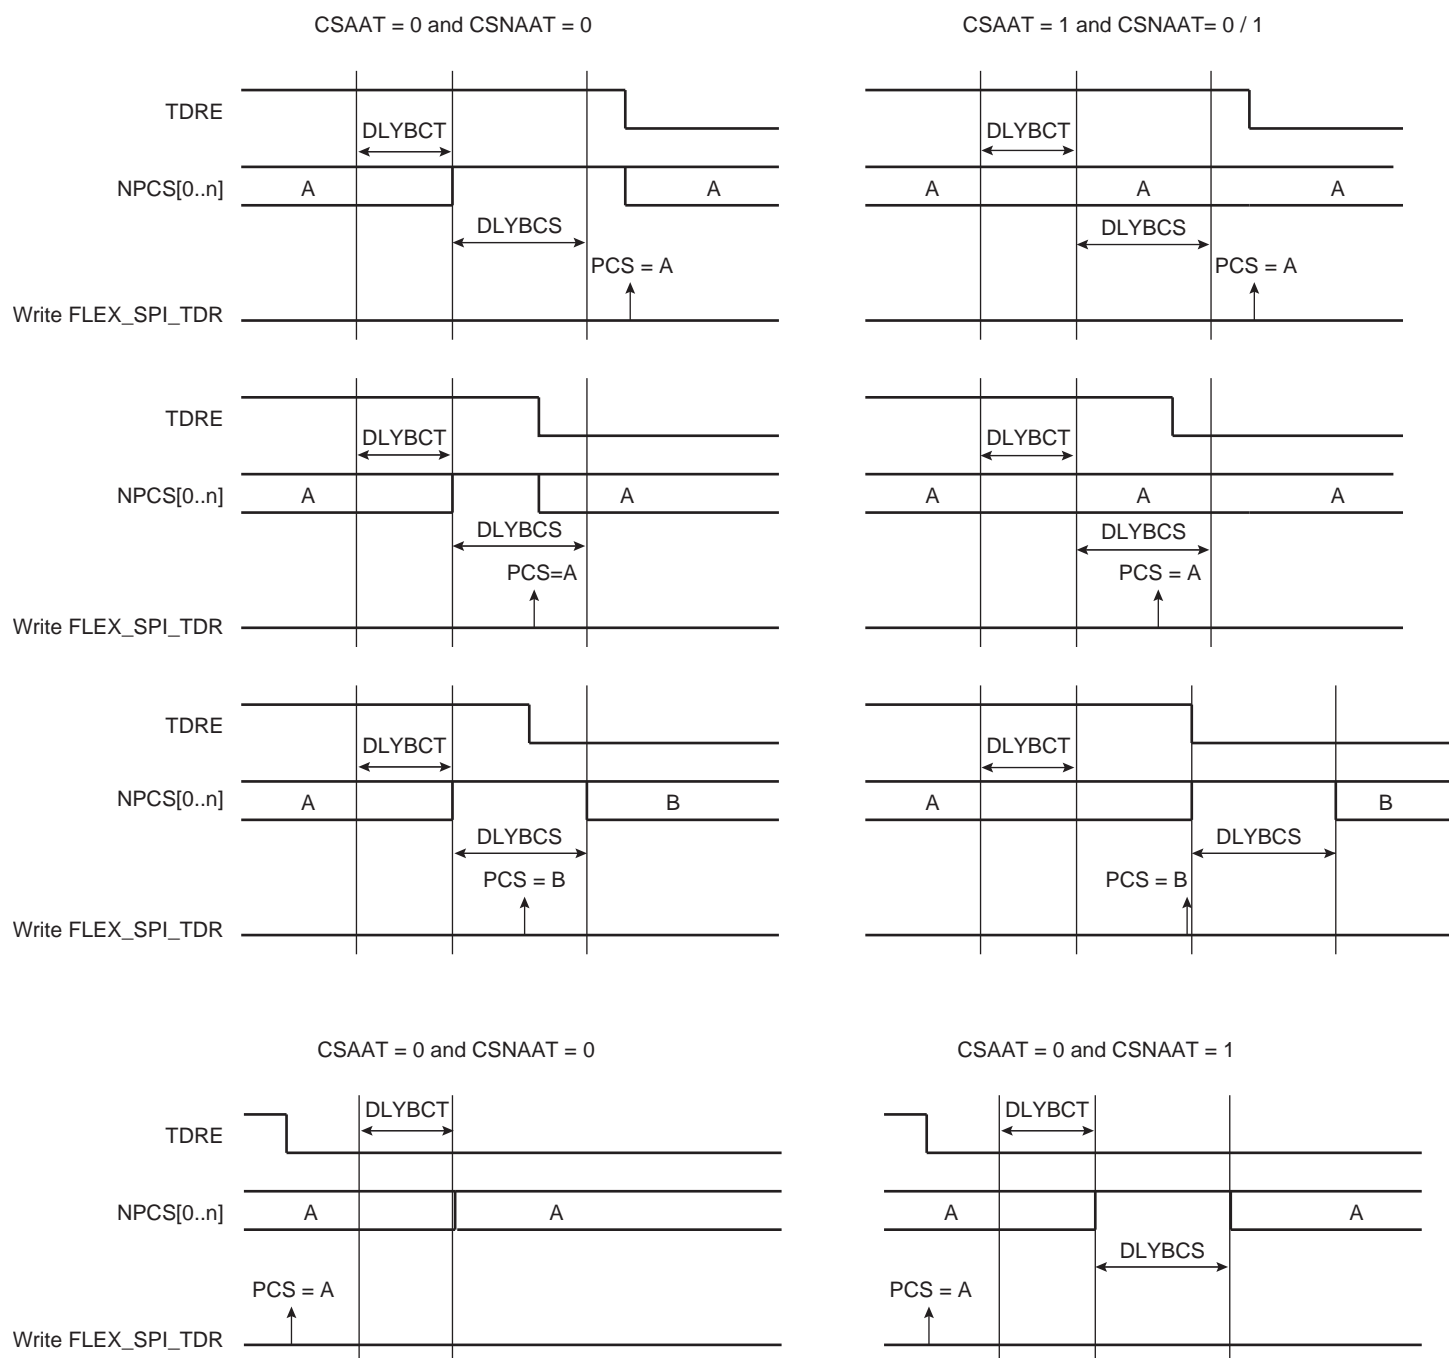 CSAAT = 0 and CSNAAT = 0
CSAAT = 1 and CSNAAT= 0 / 1
TDRE
DLYBCT
DLYBCT
NPCS[0..n]
A
A
A
A
A
DLYBCS
DLYBCS
PCS = A
PCS = A
Write FLEX_SPI_TDR
TDRE
DLYBCT
DLYBCT
NPCS[0..n]
A
A
A
A
A
DLYBCS
DLYBCS
PCS=A
PCS = A
Write FLEX_SPI_TDR
TDRE
DLYBCT
DLYBCT
NPCS[0..n]
A
B
A
B
DLYBCS
DLYBCS
PCS = B
PCS = B
Write FLEX_SPI_TDR
CSAAT = 0 and CSNAAT = 0
CSAAT = 0 and CSNAAT = 1
DLYBCT
DLYBCT
TDRE
NPCS[0..n]
A
A
A
A
DLYBCS
PCS = A
PCS = A
Write FLEX_SPI_TDR